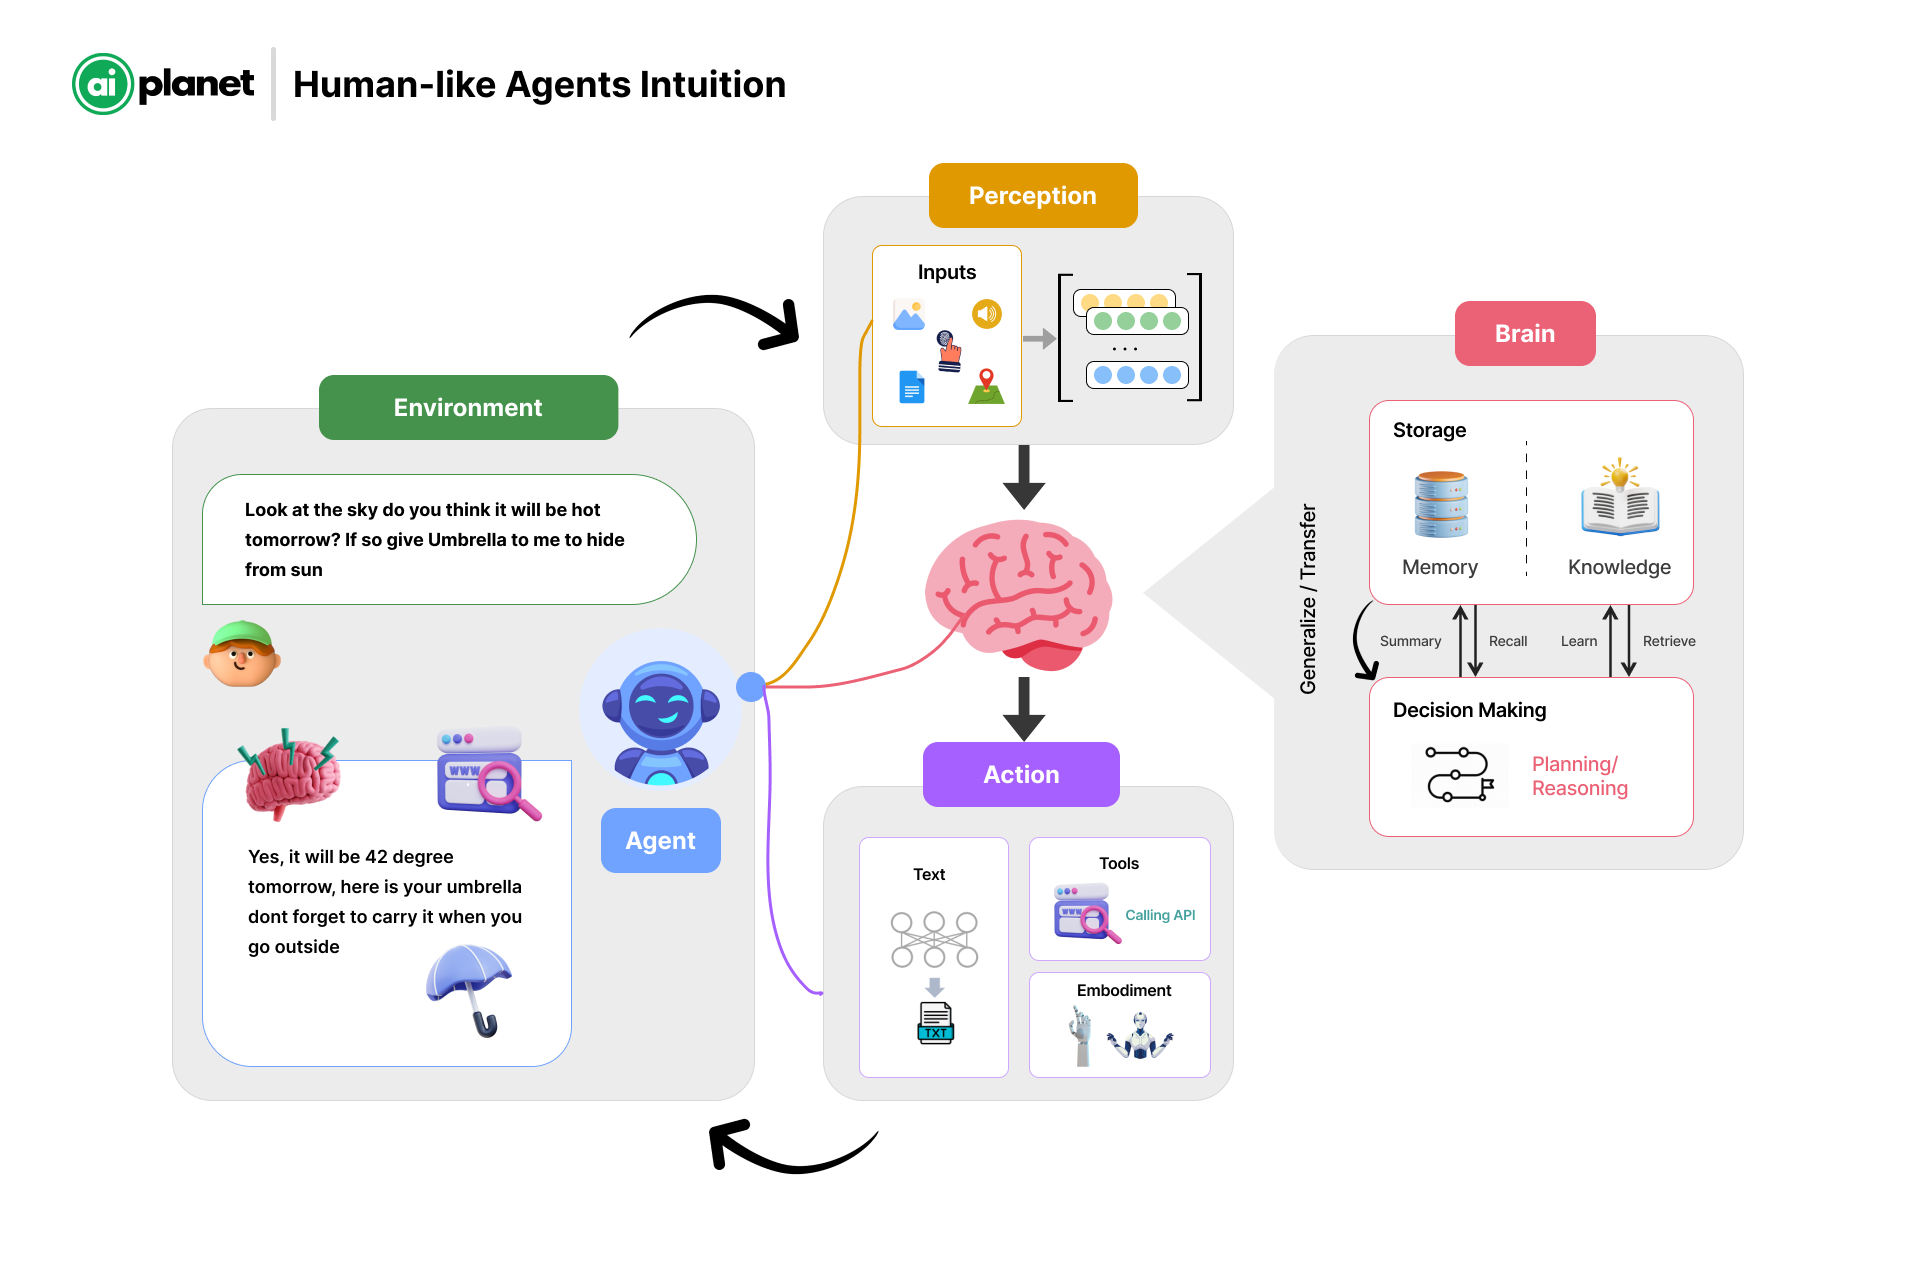 ai planet
Human-like Agents Intuition
Perception
Inputs
Environment
Look at the sky do you think it will be hot
tomorrow? If so give Umbrella to me to hide
from sun
www
Yes, it will be 42 degree
tomorrow, here is your umbrella
dont forget to carry it when you
go outside
Agent
Action
Text
TXT
Tools
www
Calling API
Embodiment
Brain
Generalize / Transfer
Storage
Memory
Knowledge
Summary
Recall
Learn
Retrieve
Decision Making
Planning/
Reasoning